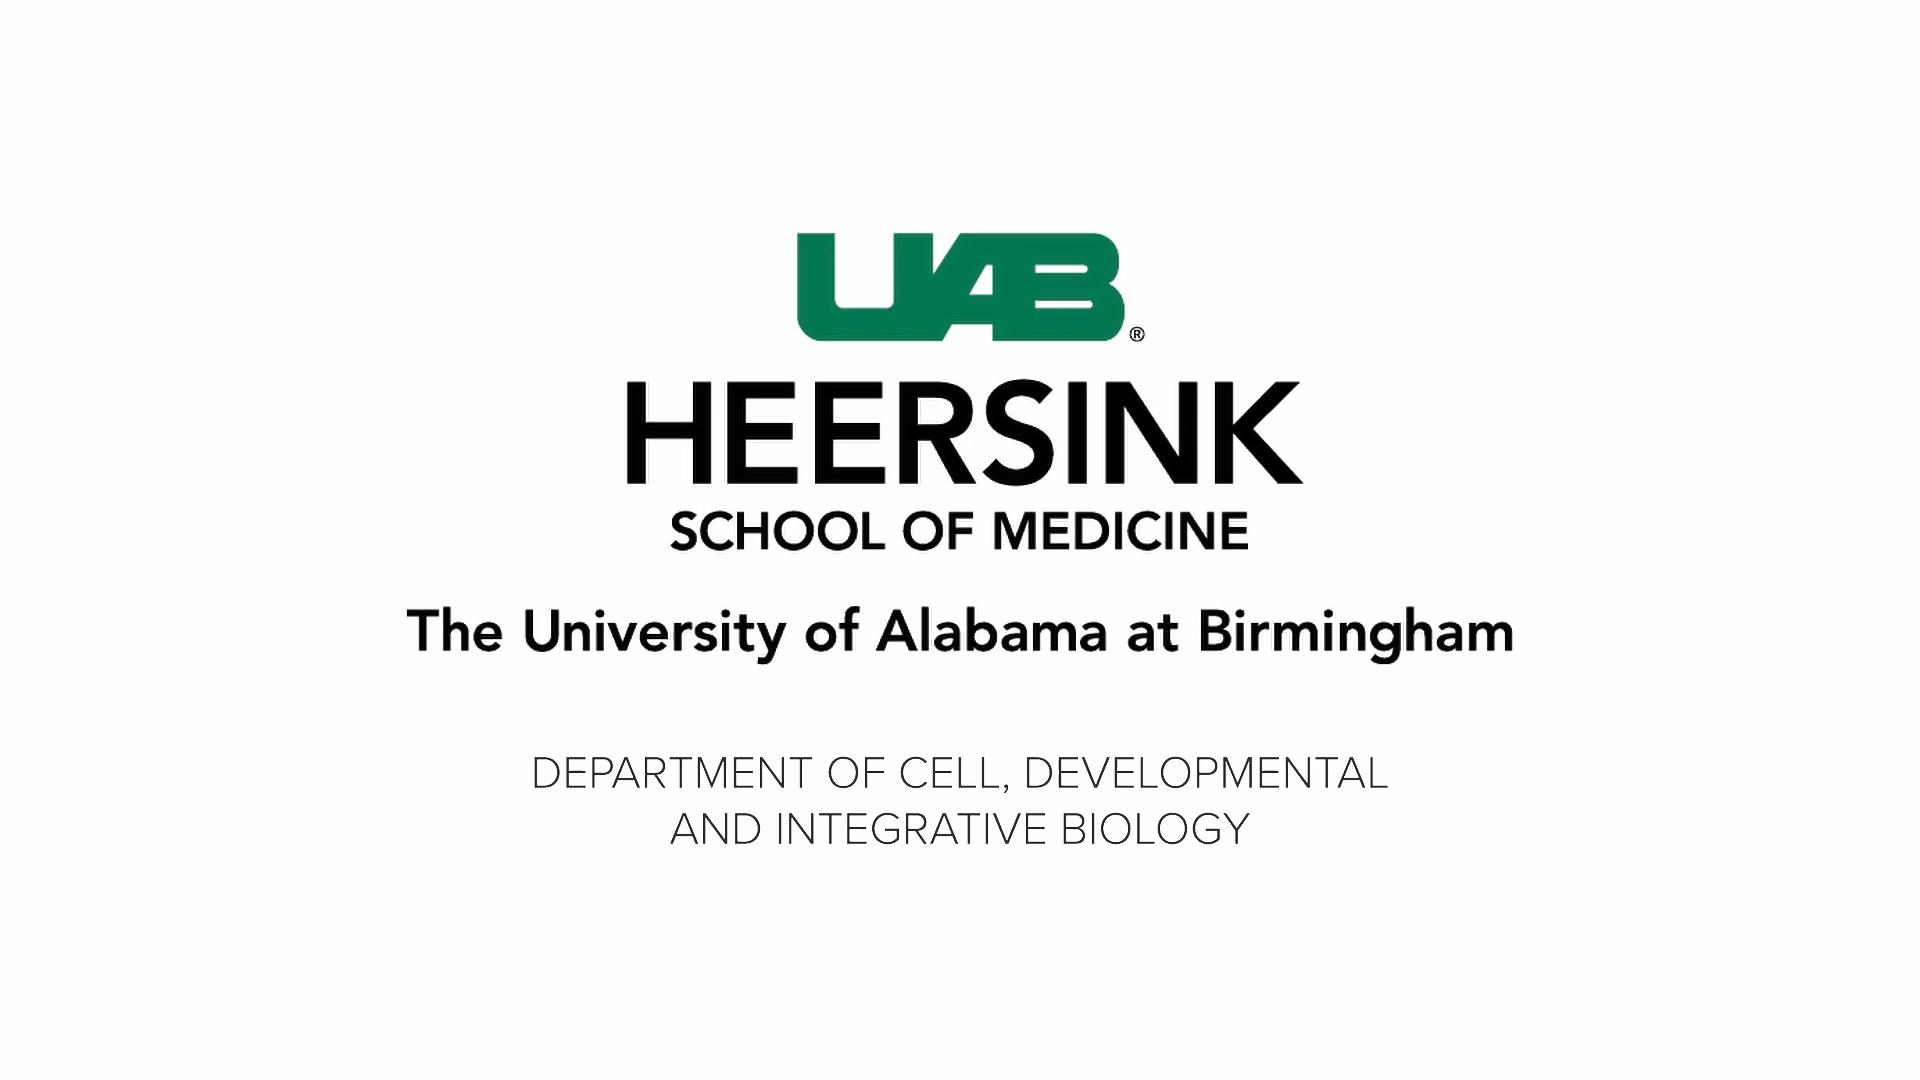 UAB®
HEERSINK
SCHOOL OF MEDICINE
The University of Alabama at Birmingham
DEPARTMENT OF CELL, DEVELOPMENTAL
AND INTEGRATIVE BIOLOGY